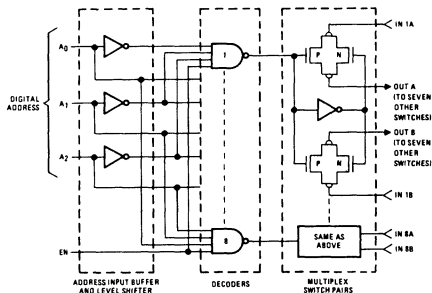 IN 1A
A0
1
P N
OUT A
(TO SEVEN
OTHER
SWITCHES)
DIGITAL
ADDRESS
A1
OUT B
(TO SEVEN
OTHER
SWITCHES)
A2
P N
IN 1B
EN
8
SAME AS
ABOVE
IN 8A
IN 8B
ADDRESS INPUT BUFFER
AND LEVEL SHIFTER
DECODERS
MULTIPLEX
SWITCH PAIRS